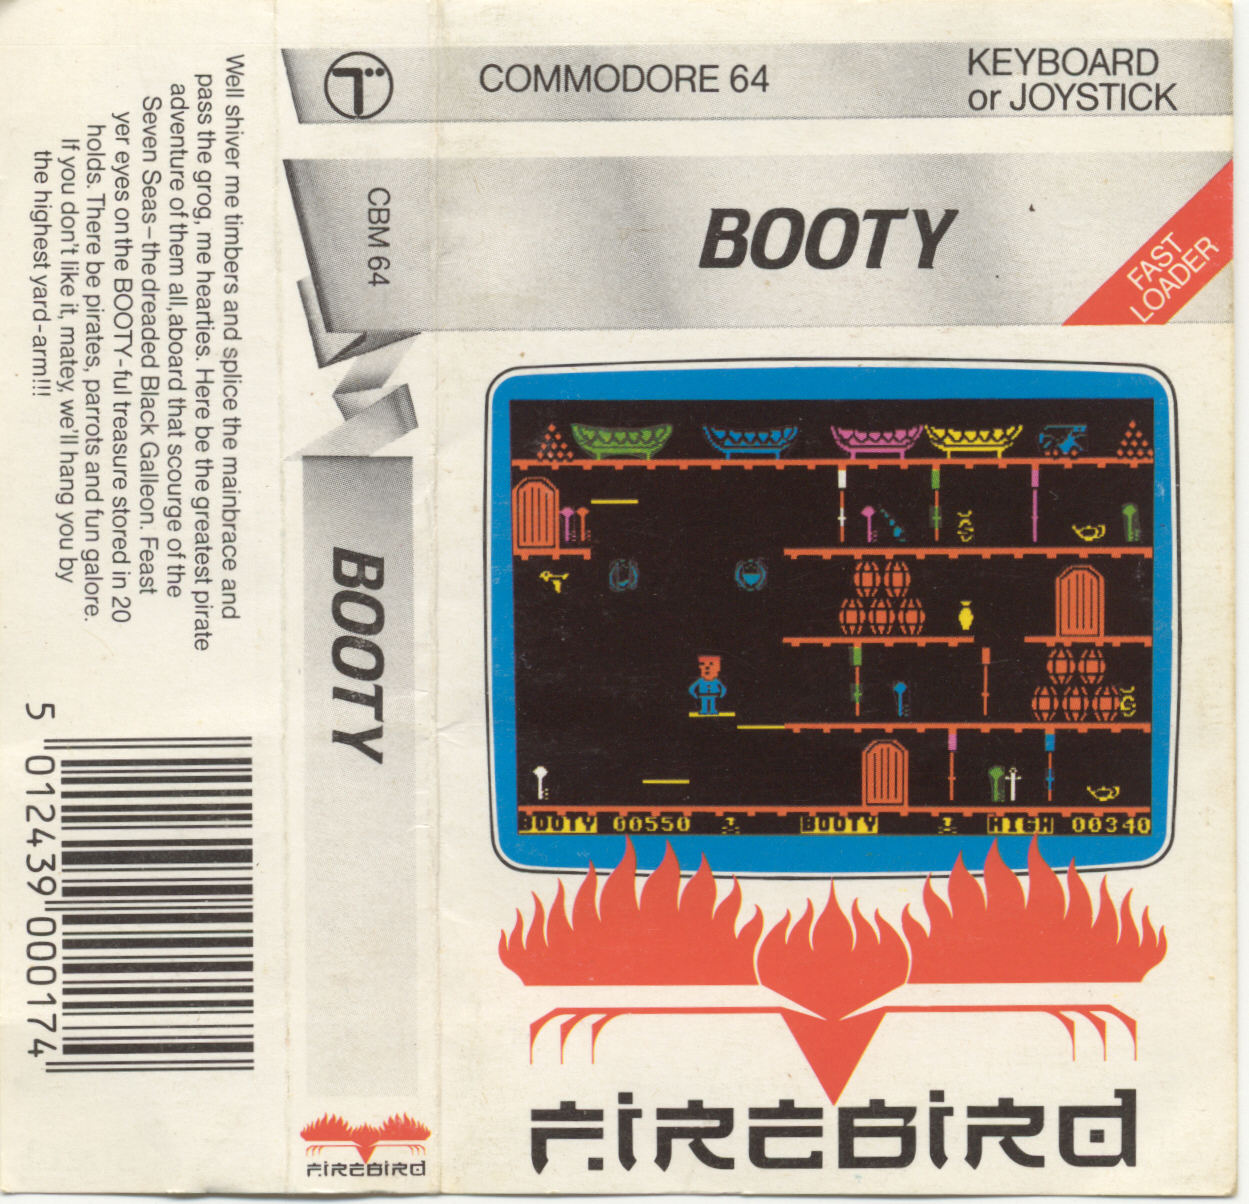 Well shiver me timbers and splice the mainbrace and
pass the grog, me hearties. Here be the greatest pirate
adventure of them all, aboard that scourge of the
Seven Seas – the dreaded Black Galleon. Feast
yer eyes on the BOOTY-ful treasure stored in 20
holds. There be pirates, parrots and fun galore.
If you don't like it, matey, we'll hang you by
the highest yard-arm!!!
5 012439 000174
CBM 64
BOOTY
FIREBIRD
COMMODORE 64
KEYBOARD
or JOYSTICK
BOOTY
FAST
LOADER
BOOTY 00550 BOOTY HIGH 00340
FIREBIRD